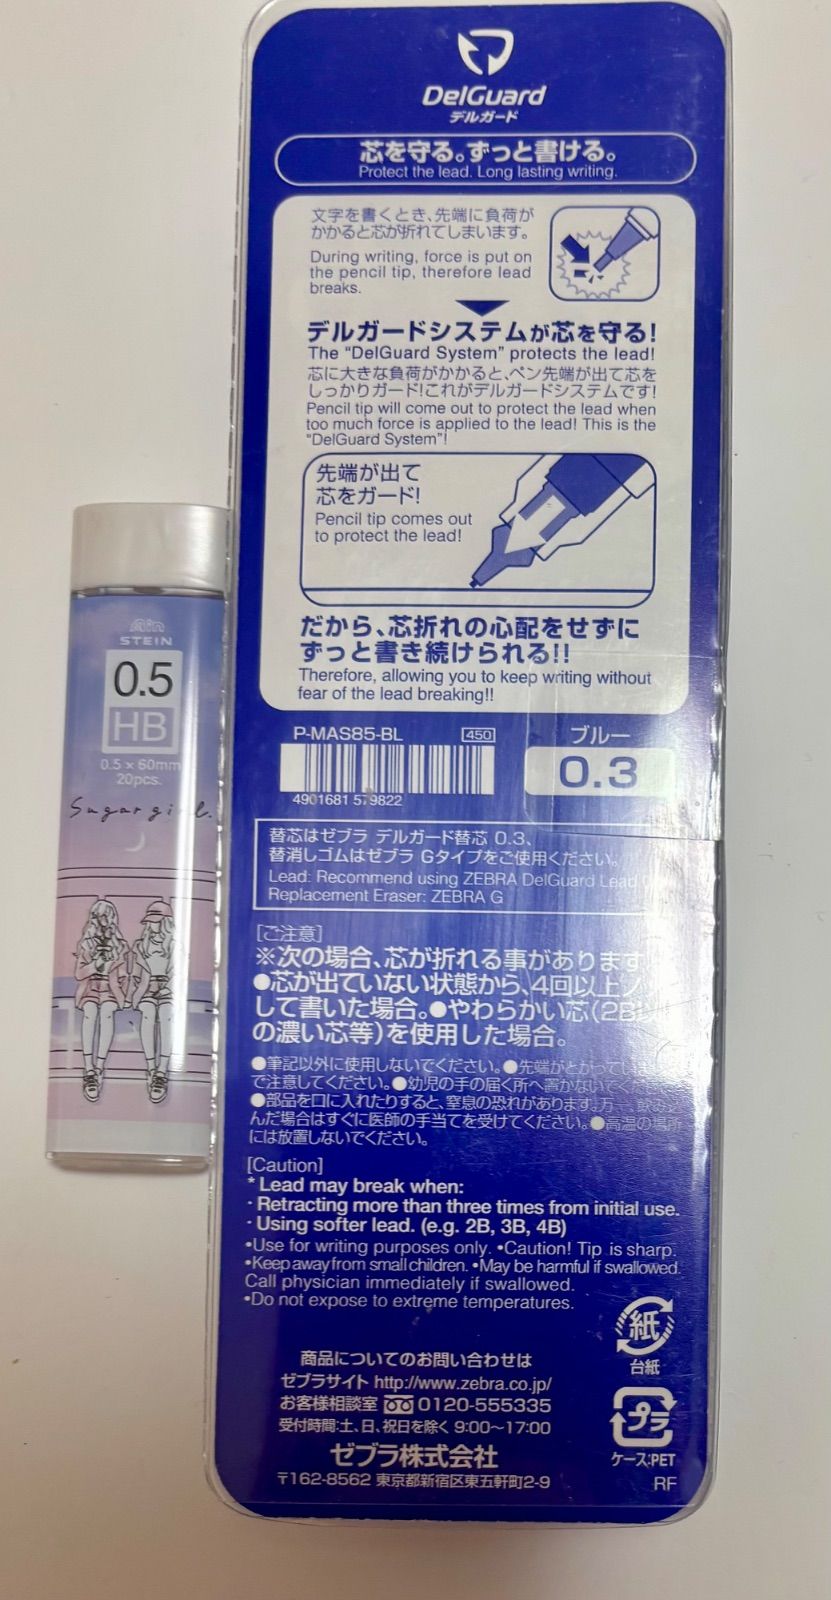 DelGuard
デルガード
芯を守る。ずっと書ける。
Protect the lead. Long lasting writing.
文字を書くとき、先端に負荷が
かかると芯が折れてしまいます。
During writing, force is put on
the pencil tip, therefore lead
breaks.
デルガードシステムが芯を守る!
The "DelGuard System" protects the lead!
芯に大きな負荷がかかると、ペン先端が出て芯を
しっかりガード!これがデルガードシステムです!
Pencil tip will come out to protect the lead when
too much force is applied to the lead! This is the
"DelGuard System"!
先端が出て
芯をガード!
Pencil tip comes out
to protect the lead!
だから、芯折れの心配をせずに
ずっと書き続けられる!!
Therefore, allowing you to keep writing without
fear of the lead breaking!!
P-MAS85-BL
450
ブルー
0.3
4901681 579822
替芯はゼブラ デルガード替芯 0.3、
替消しゴムはゼブラ Gタイプをご使用ください。
Lead: Recommend using ZEBRA DelGuard Lead
Replacement Eraser: ZEBRA G
[ご注意]
※次の場合、芯が折れる事があります
●芯が出ていない状態から、4回以上ノ
して書いた場合。●やわらかい芯(2B
の濃い芯等)を使用した場合。
●筆記以外に使用しないでください。●先端がとがってい
で注意してください。●幼児の手の届く所へ置かないでく
●部品を口に入れたりすると、窒息の恐れがあります。万一、飲み
んだ場合はすぐに医師の手当てを受けてください。●高温の場所
には放置しないでください。
[Caution]
* Lead may break when:
· Retracting more than three times from initial use.
· Using softer lead. (e.g. 2B, 3B, 4B)
•Use for writing purposes only. •Caution! Tip is sharp.
•Keep away from small children. •May be harmful if swallowed.
Call physician immediately if swallowed.
•Do not expose to extreme temperatures.
商品についてのお問い合わせは
ゼブラサイト http://www.zebra.co.jp/
お客様相談室 0120-555335
受付時間:土、日、祝日を除く 9:00〜17:00
ゼブラ株式会社
〒162-8562 東京都新宿区東五軒町2-9
紙
台紙
プラ
ケース:PET
RF
Ain
STEIN
0.5
HB
0.5 × 60mm
20pcs.
Sugar girl.